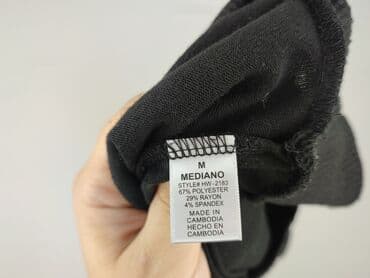 M
MEDIANO
STYLE# HW-2183
67% POLYESTER
29% RAYON
4% SPANDEX
MADE IN
CAMBODIA
HECHO EN
CAMBODIA